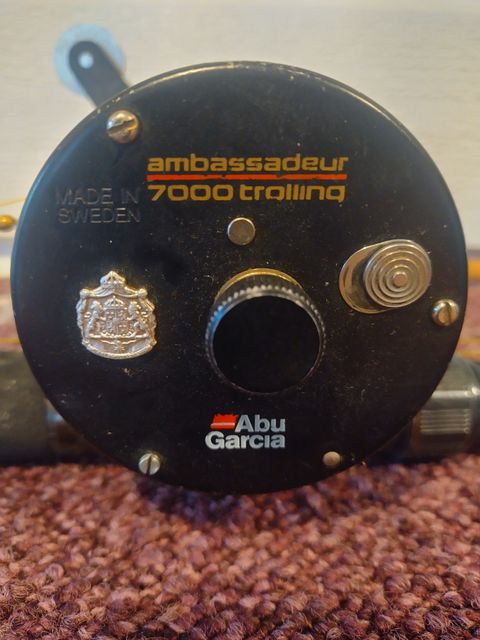 ambassadeur
7000 trolling
MADE IN
SWEDEN
Abu
Garcia